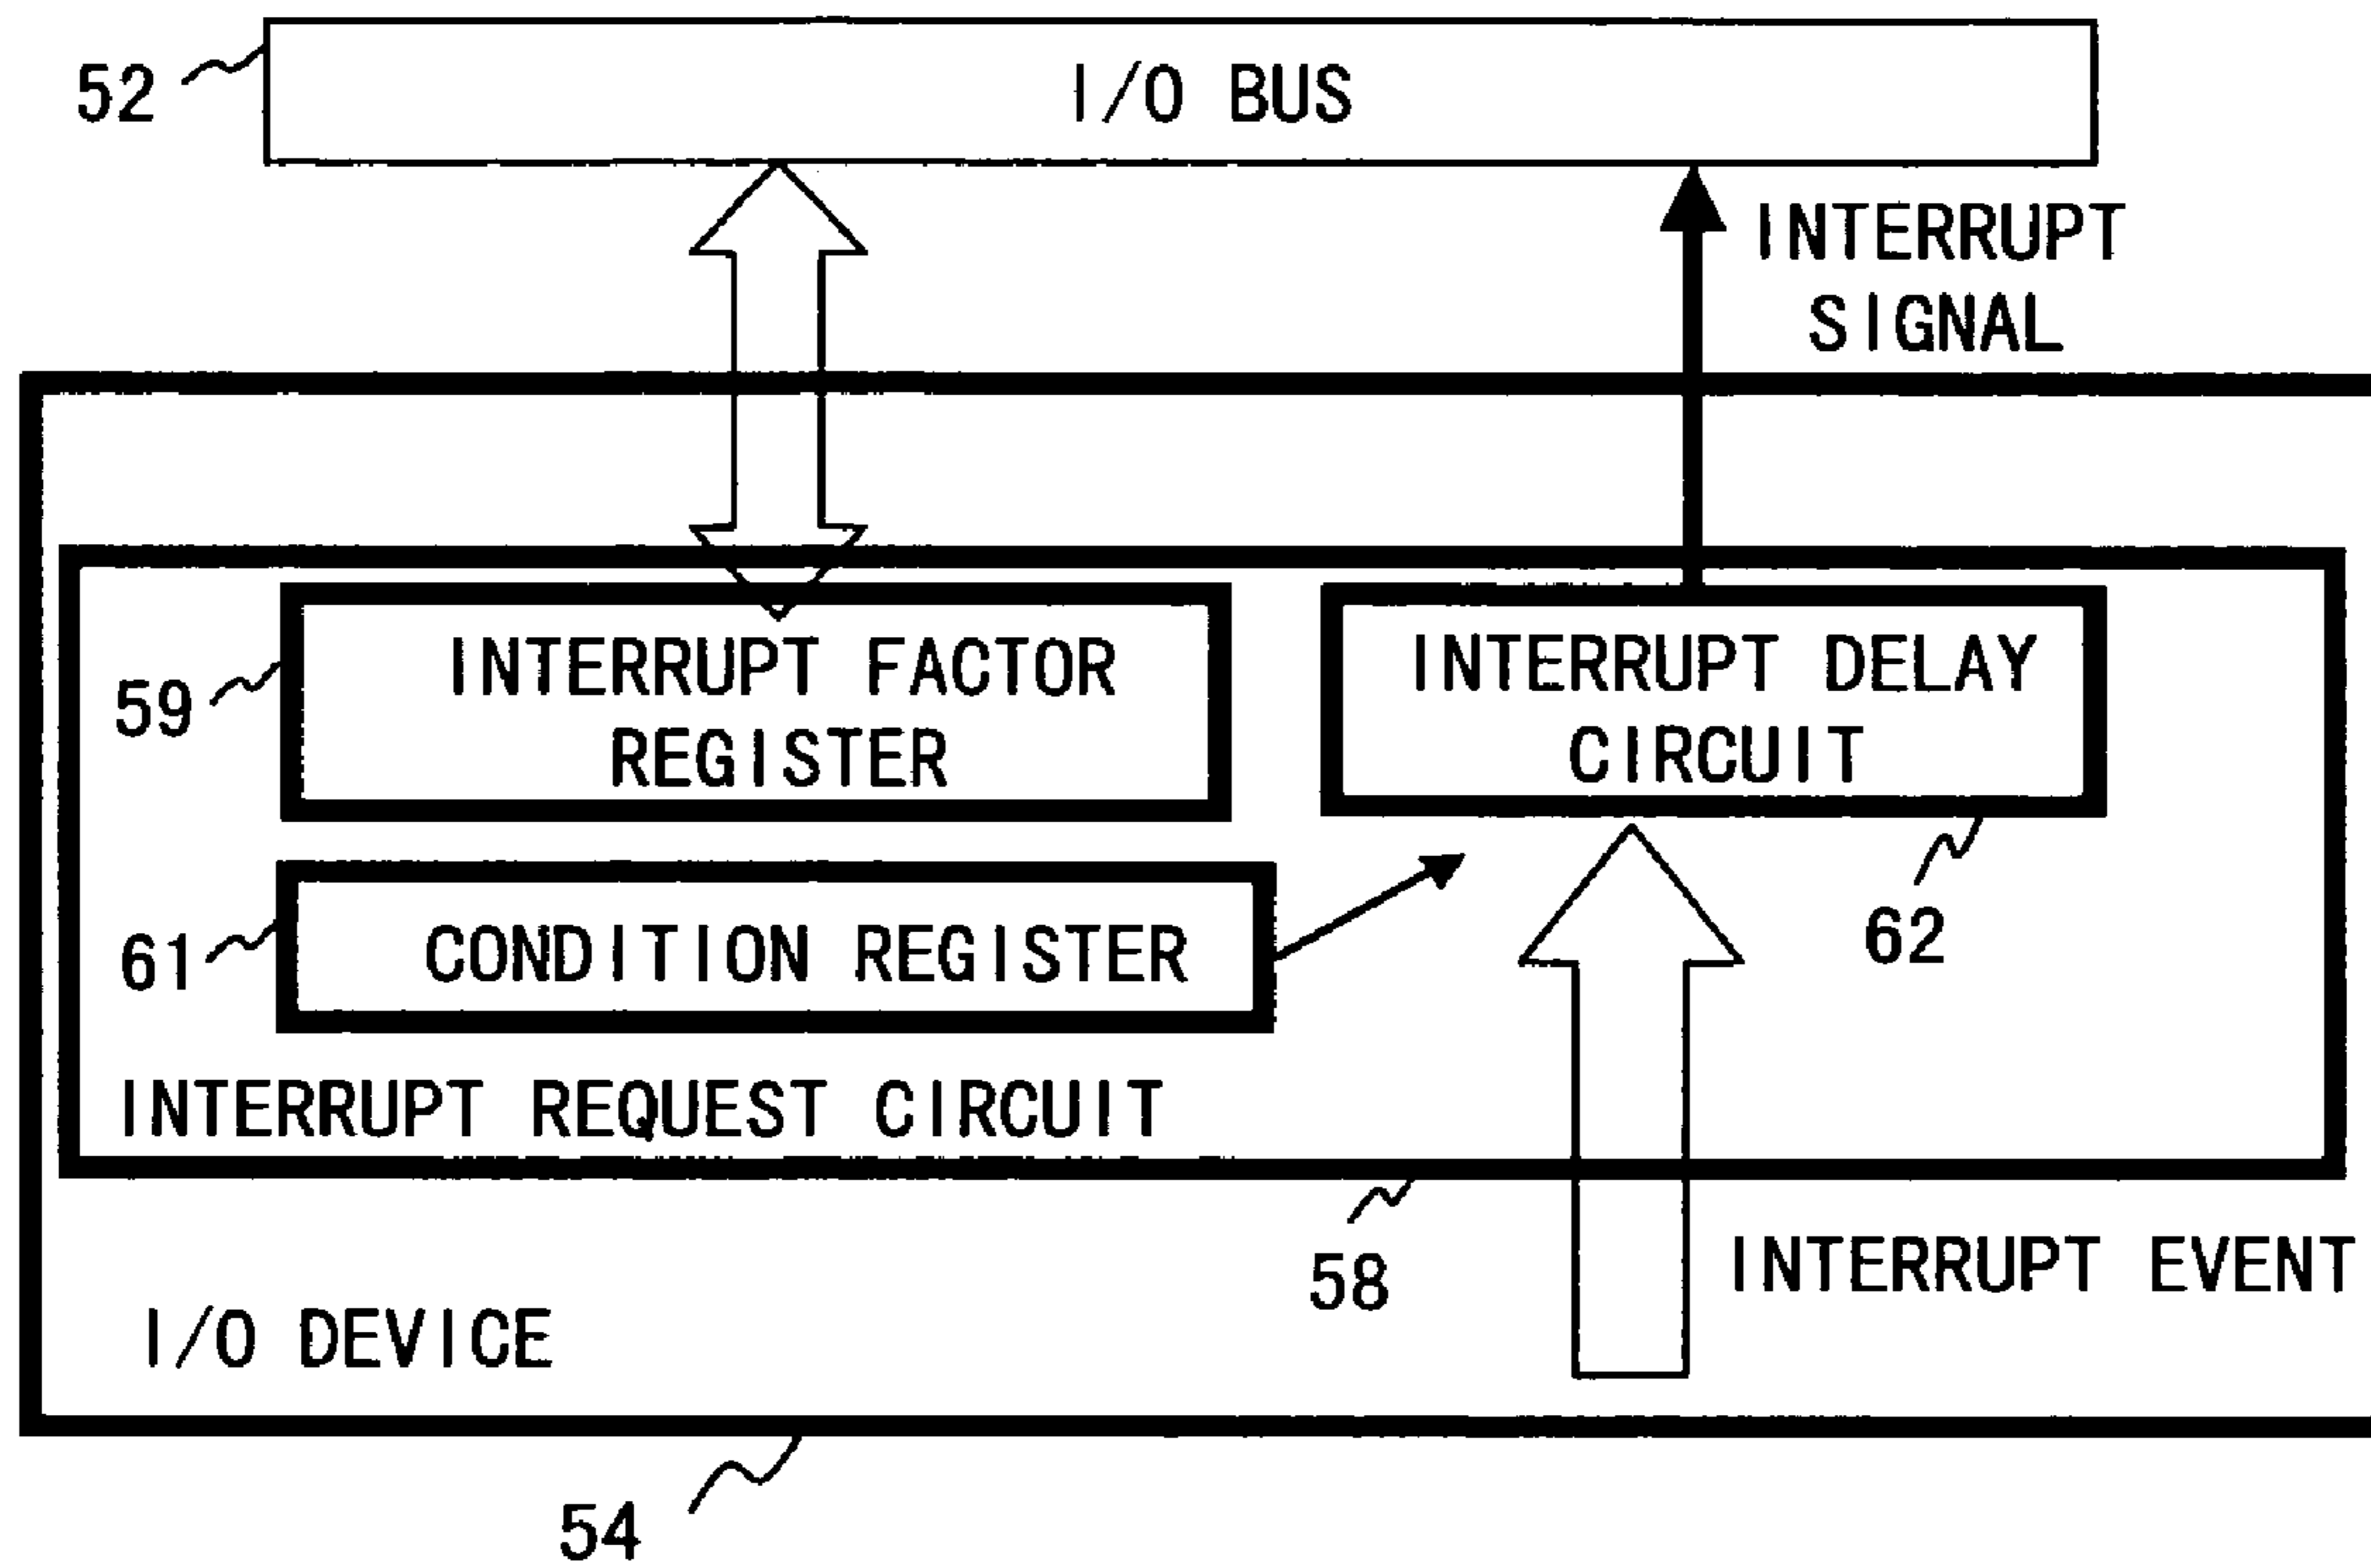 52
I/O BUS
INTERRUPT
SIGNAL
59
INTERRUPT FACTOR
REGISTER
INTERRUPT DELAY
CIRCUIT
61
CONDITION REGISTER
62
INTERRUPT REQUEST CIRCUIT
58
INTERRUPT EVENT
I/O DEVICE
54